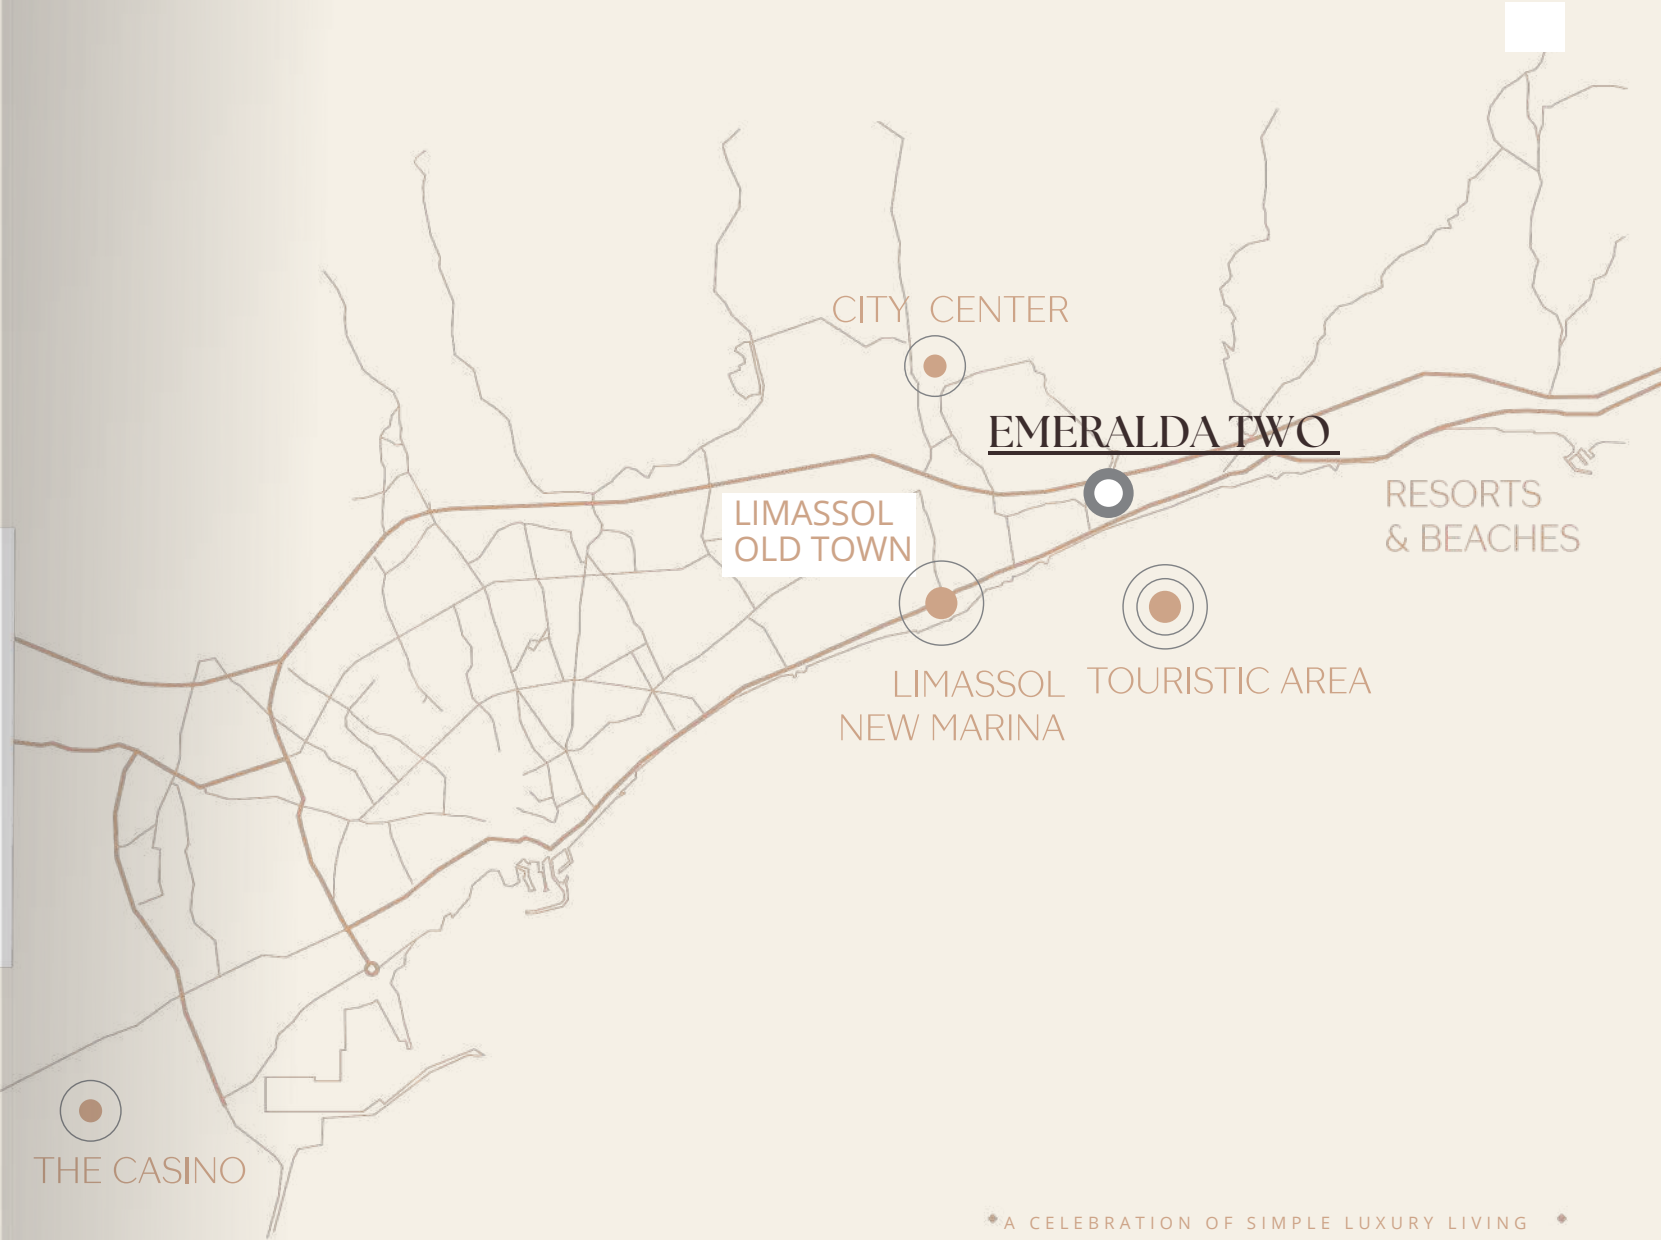 CITY CENTER
EMERALDA TWO
LIMASSOL
OLD TOWN
RESORTS
& BEACHES
LIMASSOL
NEW MARINA
TOURISTIC AREA
THE CASINO
A CELEBRATION OF SIMPLE LUXURY LIVING